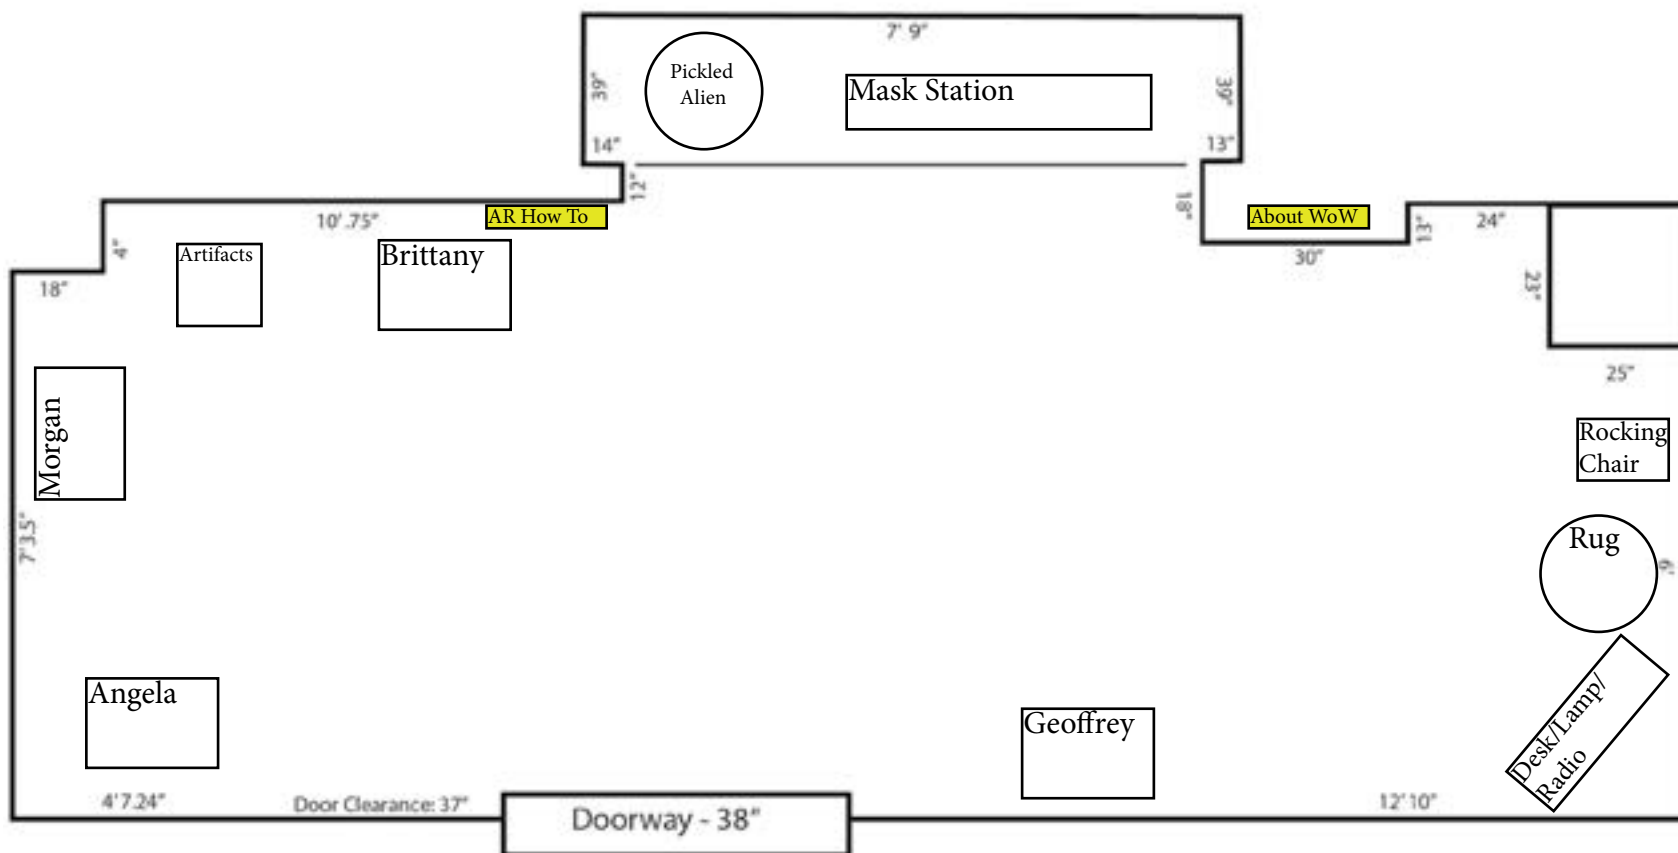 7' 9"
Pickled
Alien
Mask Station
39"
39"
14"
13"
12"
18"
AR How To
About WoW
10' .75"
24"
13"
4"
Artifacts
Brittany
30"
18"
23"
25"
Morgan
Rocking
Chair
7'3.5"
Rug
9'
Angela
Geoffrey
Desk/Lamp/
Radio
4'7.24"
Door Clearance: 37"
Doorway - 38"
12' 10"